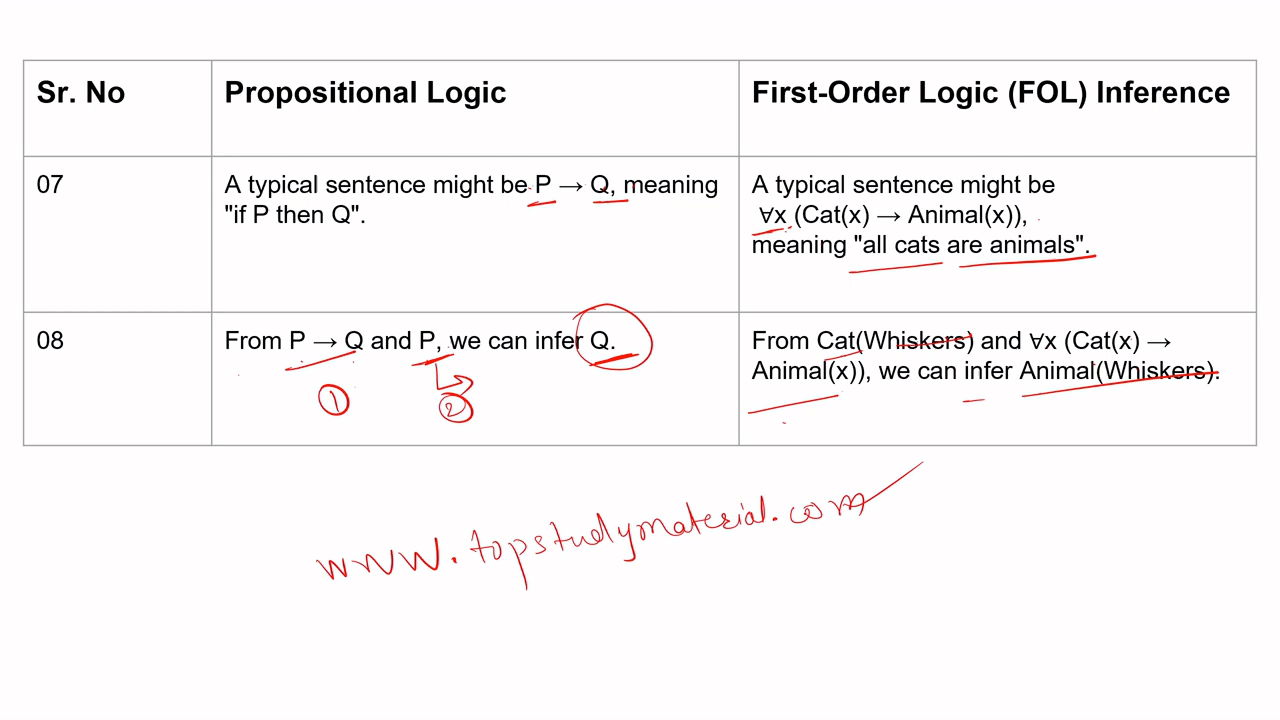 Sr. No
Propositional Logic
First-Order Logic (FOL) Inference
07
A typical sentence might be P → Q, meaning
"if P then Q".
A typical sentence might be
∀x (Cat(x) → Animal(x)),
meaning "all cats are animals".
08
From P → Q and P, we can infer Q.
1
2
From Cat(Whiskers) and ∀x (Cat(x) →
Animal(x)), we can infer Animal(Whiskers).
www.topstudymaterial.com